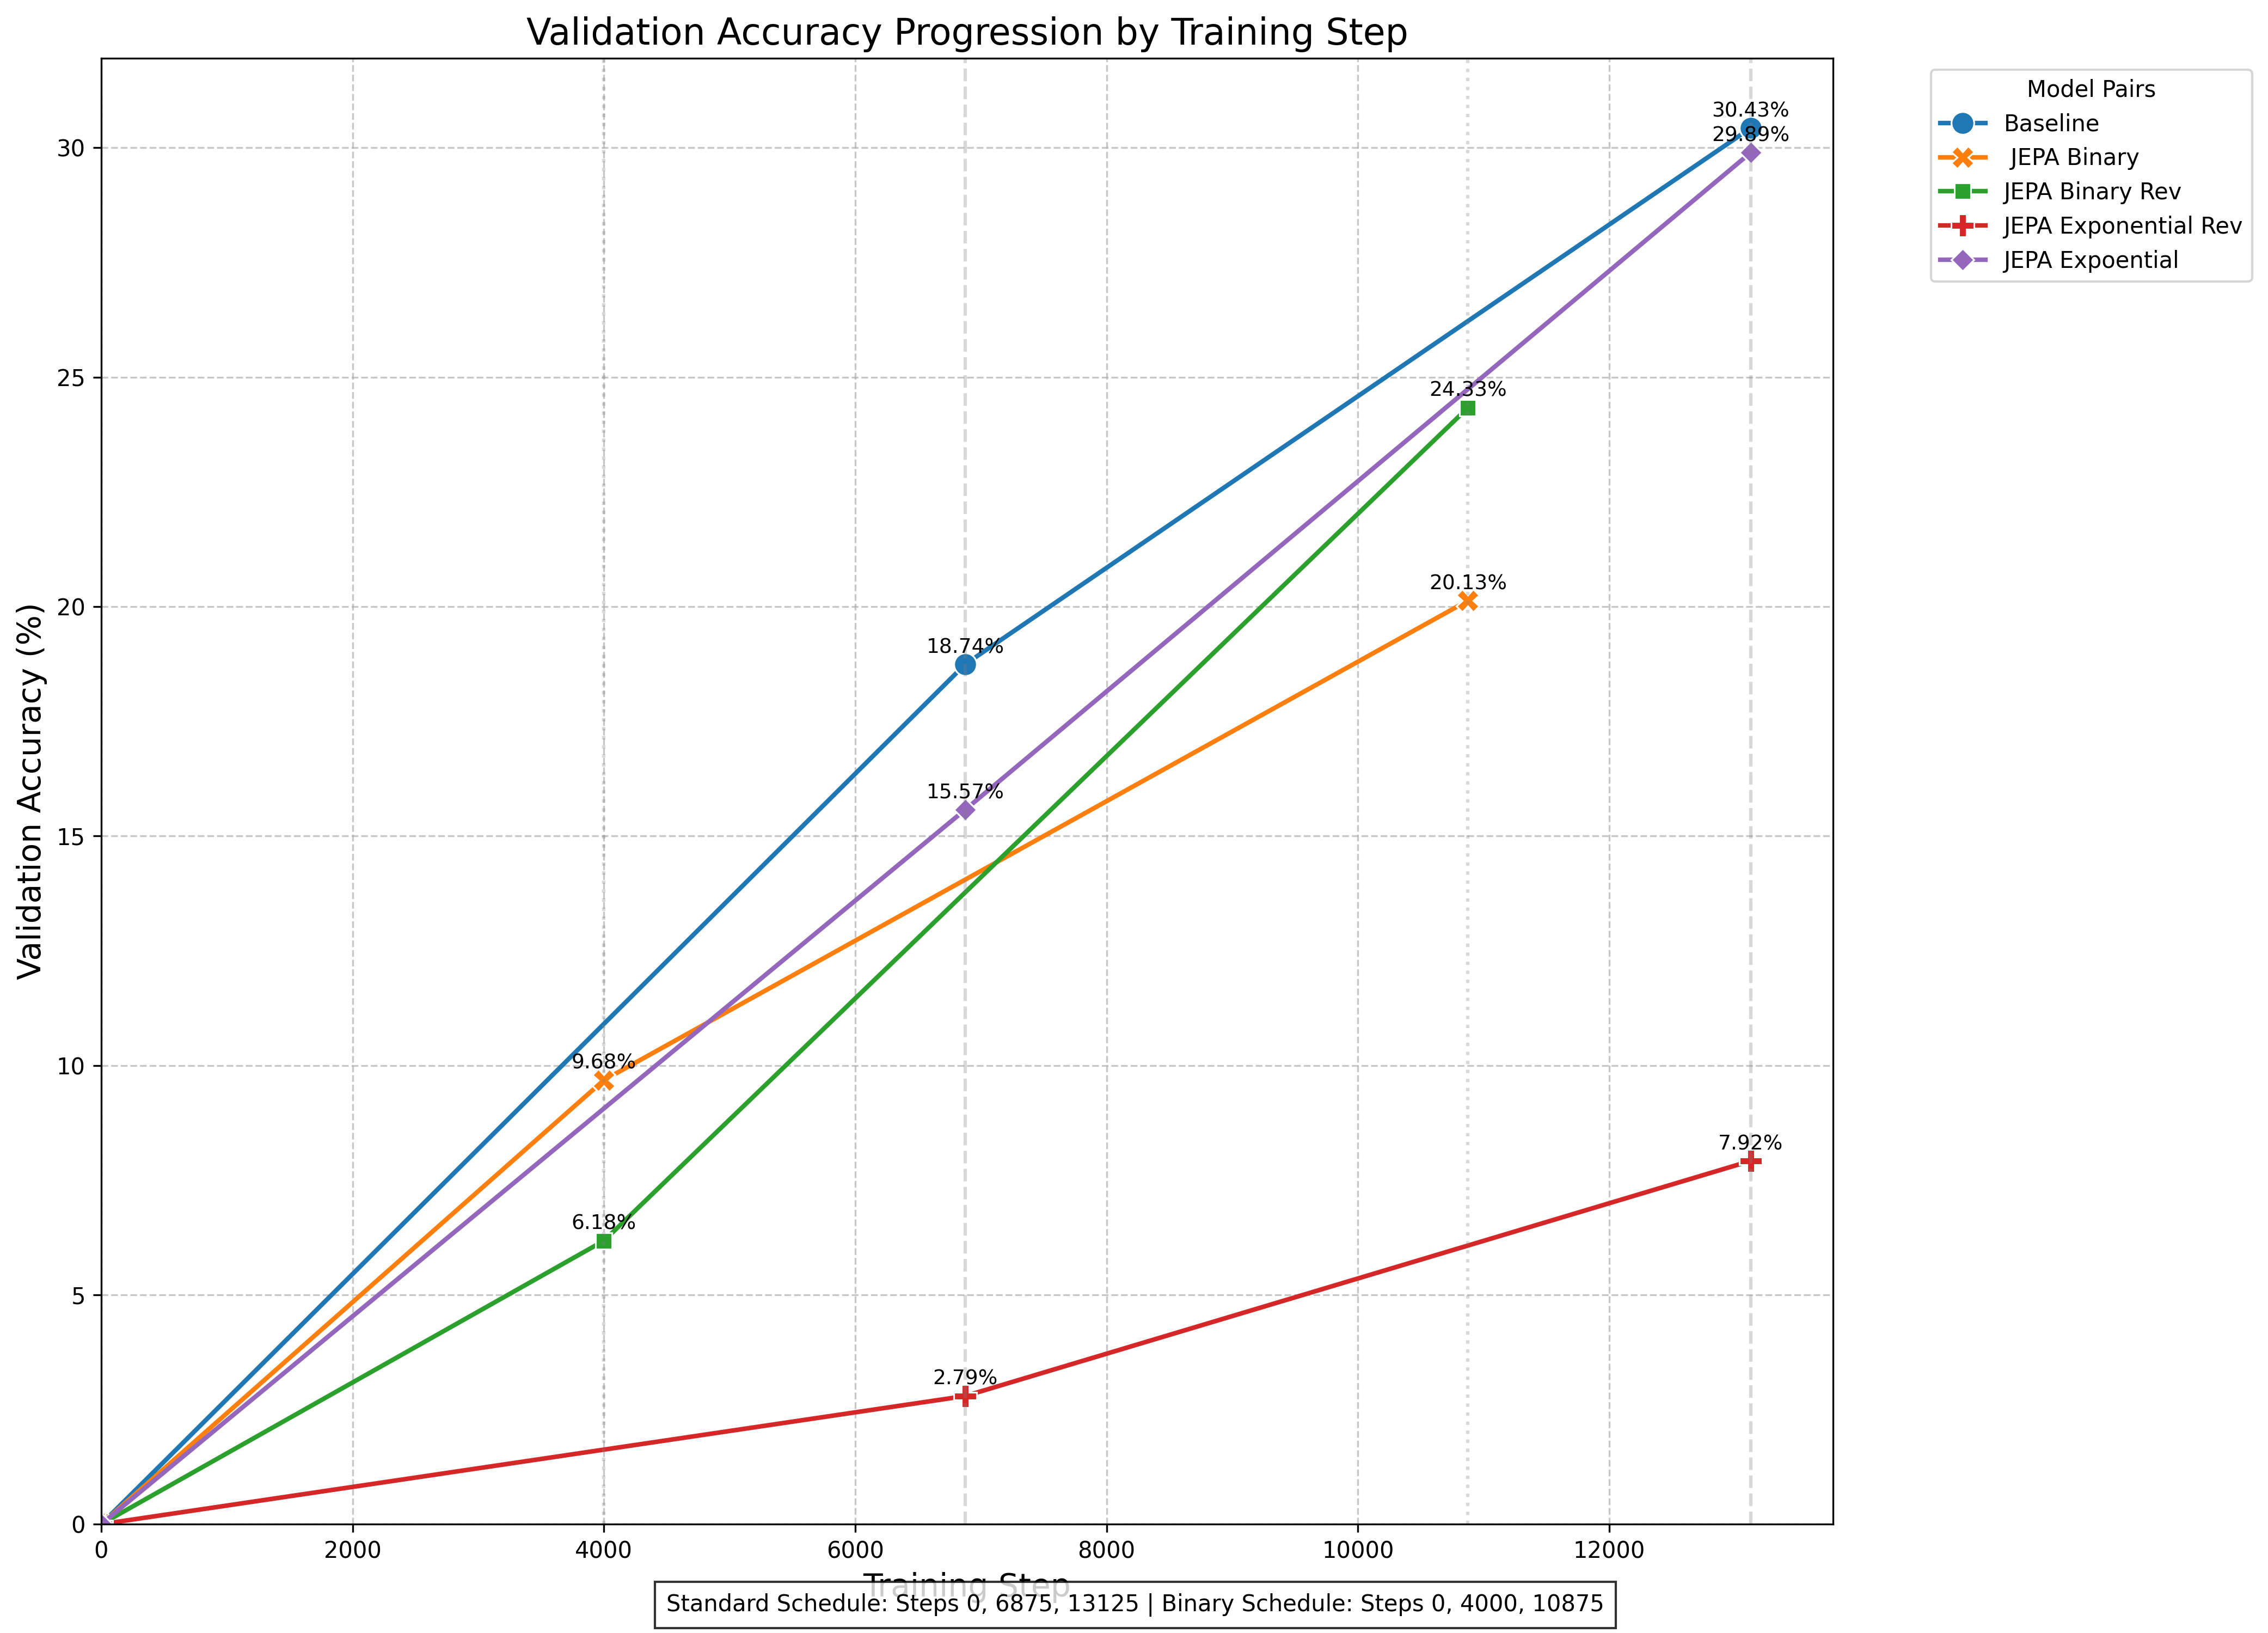 Validation Accuracy Progression by Training Step
Model Pairs
Baseline
JEPA Binary
JEPA Binary Rev
JEPA Exponential Rev
JEPA Expoential
Validation Accuracy (%)
30
25
20
15
10
5
0
30.43%
29.89%
24.33%
20.13%
18.74%
15.57%
9.68%
7.92%
6.18%
2.79%
0
2000
4000
6000
8000
10000
12000
Training Step
Standard Schedule: Steps 0, 6875, 13125 | Binary Schedule: Steps 0, 4000, 10875